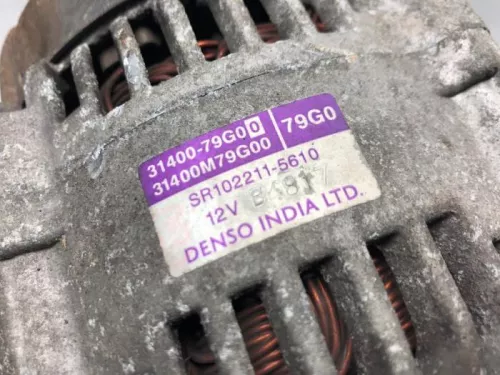 31400-79G00 79G0
31400M79G00
SR102211-5610
12V
DENSO INDIA LTD.